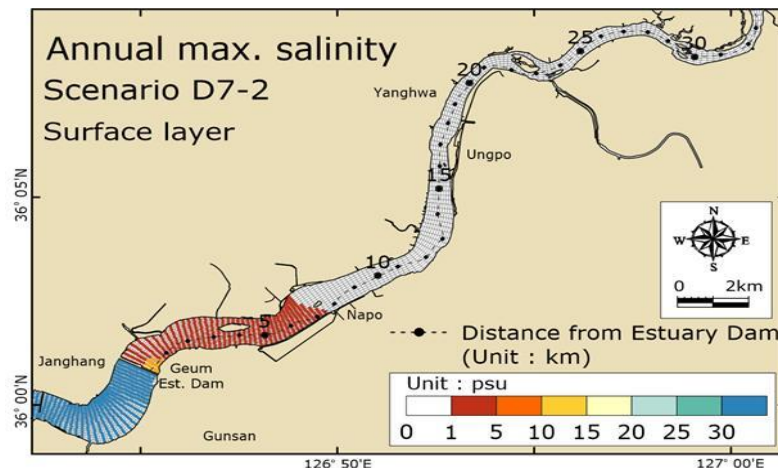 Annual max. salinity
Scenario D7-2
Surface layer
25
30
20
Yanghwa
Ungpo
15
36 05'N
10
N
W E
S
0 2km
Napo
5
Distance from Estuary Dam
(Unit : km)
Janghang
Geum
Est. Dam
Unit : psu
0 1 5 10 15 20 25 30
36 00'N
Gunsan
126 50'E
127 00'E